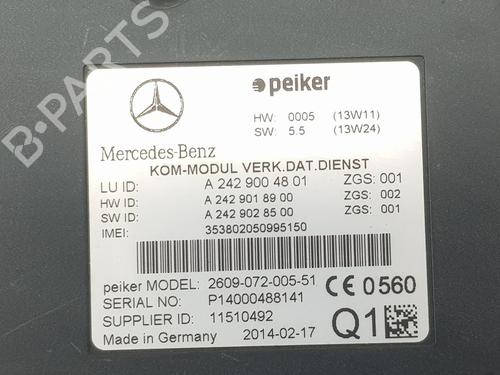 B-PARTS
peiker
HW: 0005 (13W11)
SW: 5.5 (13W24)
Mercedes-Benz
KOM-MODUL VERK.DAT.DIENST
LU ID: A 242 900 48 01 ZGS: 001
HW ID: A 242 901 89 00 ZGS: 002
SW ID: A 242 902 85 00 ZGS: 001
IMEI: 353802050995150
peiker MODEL: 2609-072-005-51 CE 0560
SERIAL NO: P14000488141
SUPPLIER ID: 11510492
Made in Germany 2014-02-17 Q1